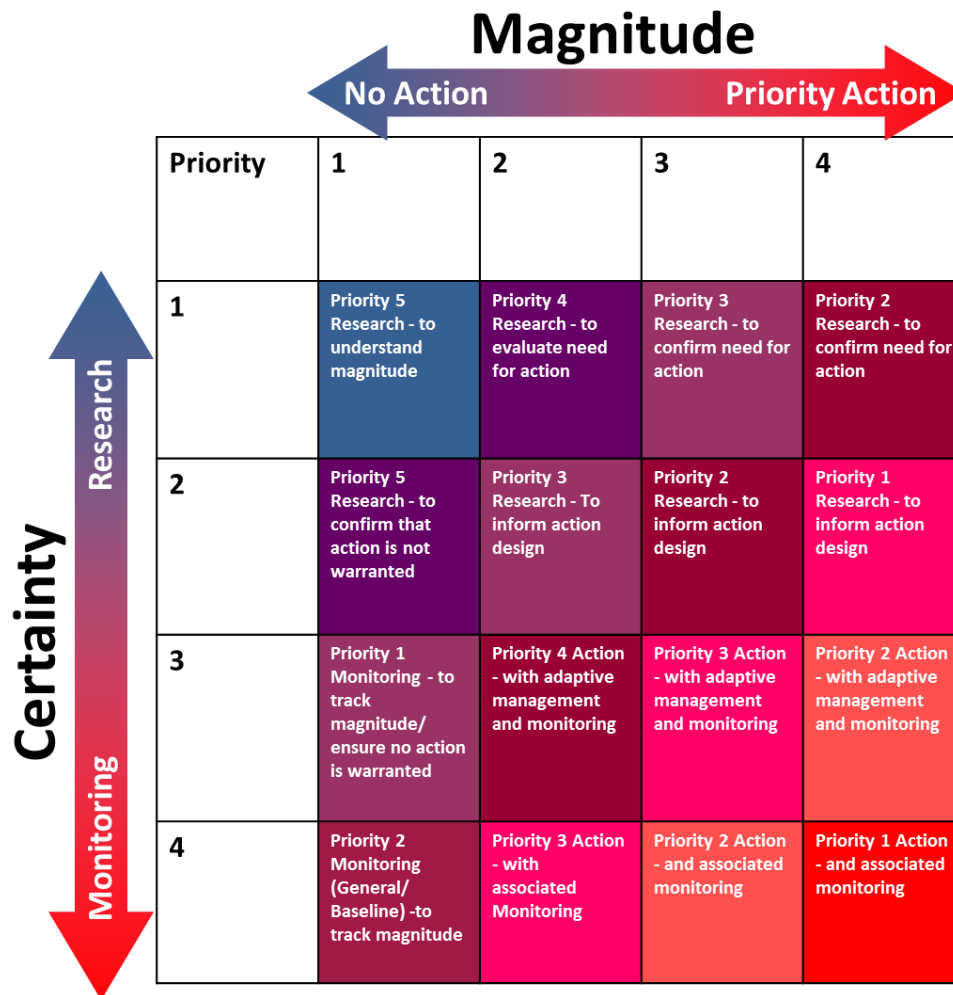 Magnitude
No Action
Priority Action
Priority
1
2
3
4
Certainty
Research
Monitoring
1
Priority 5
Research - to
understand
magnitude
Priority 4
Research - to
evaluate need
for action
Priority 3
Research - to
confirm need for
action
Priority 2
Research - to
confirm need for
action
2
Priority 5
Research - to
confirm that
action is not
warranted
Priority 3
Research - To
inform action
design
Priority 2
Research - to
inform action
design
Priority 1
Research - to
inform action
design
3
Priority 1
Monitoring - to
track
magnitude/
ensure no action
is warranted
Priority 4 Action
- with adaptive
management
and monitoring
Priority 3 Action
- with adaptive
management
and monitoring
Priority 2 Action
- with adaptive
management
and monitoring
4
Priority 2
Monitoring
(General/
Baseline) -to
track magnitude
Priority 3 Action
- with
associated
Monitoring
Priority 2 Action
- and associated
monitoring
Priority 1 Action
- and associated
monitoring